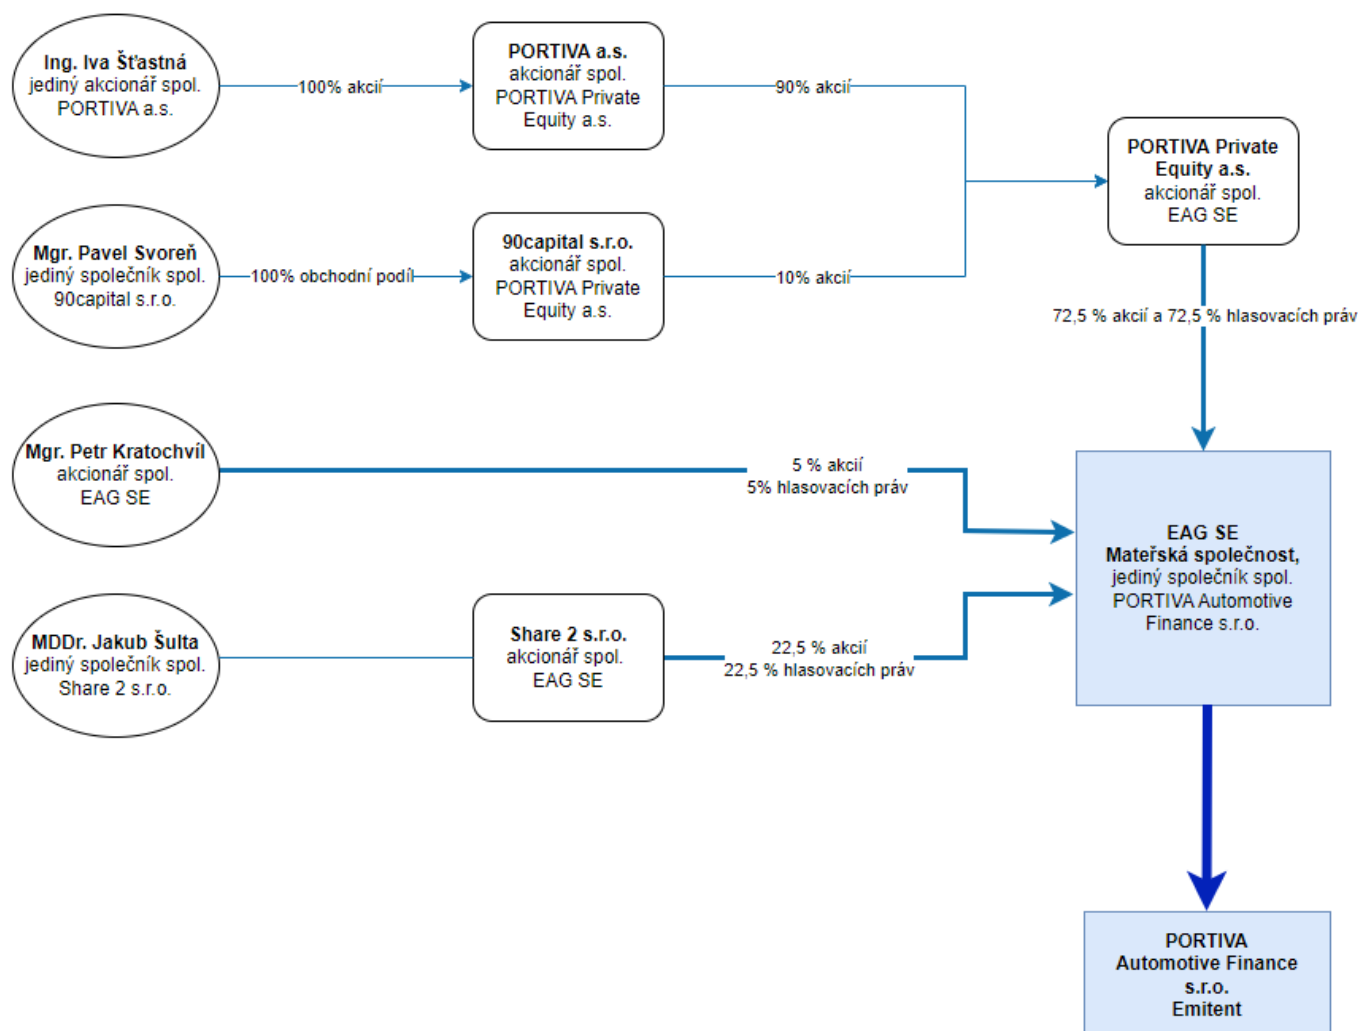 Ing. Iva Šťastná
jediný akcionář spol.
PORTIVA a.s.
100% akcií
PORTIVA a.s.
akcionář spol.
PORTIVA Private
Equity a.s.
90% akcií
PORTIVA Private
Equity a.s.
akcionář spol.
EAG SE
Mgr. Pavel Svoreň
jediný společník spol.
90capital s.r.o.
100% obchodní podíl
90capital s.r.o.
akcionář spol.
PORTIVA Private
Equity a.s.
10% akcií
72,5 % akcií a 72,5 % hlasovacích práv
Mgr. Petr Kratochvíl
akcionář spol.
EAG SE
5 % akcií
5% hlasovacích práv
EAG SE
Mateřská společnost,
jediný společník spol.
PORTIVA Automotive
Finance s.r.o.
MDDr. Jakub Šulta
jediný společník spol.
Share 2 s.r.o.
Share 2 s.r.o.
akcionář spol.
EAG SE
22,5 % akcií
22,5 % hlasovacích práv
PORTIVA
Automotive Finance
s.r.o.
Emitent